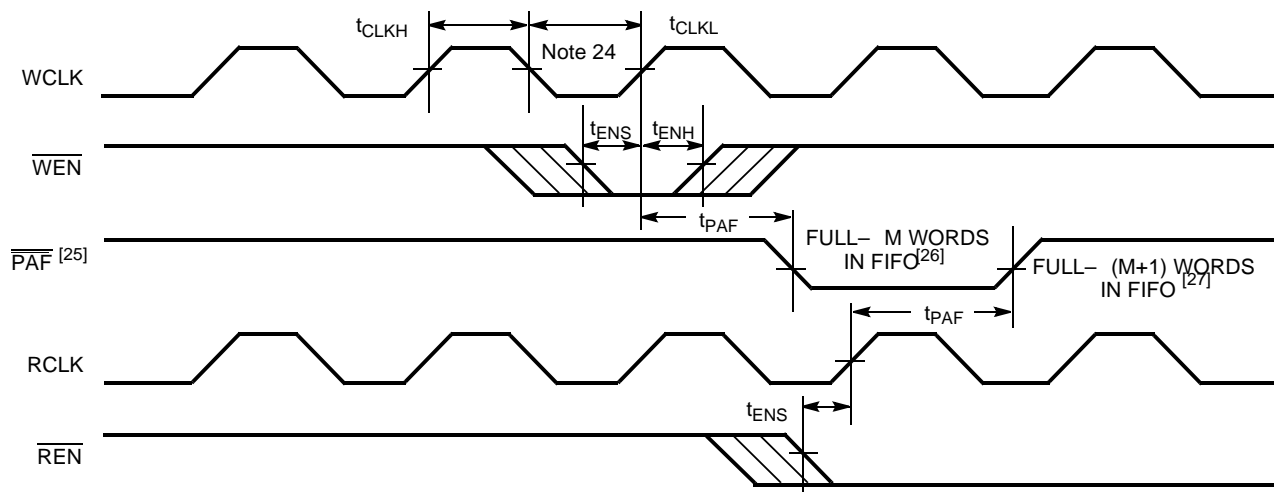 tCLKH
tCLKL
Note 24
WCLK
tENS
tENH
WEN
tPAF
PAF [25]
FULL– M WORDS
IN FIFO[26]
FULL– (M+1) WORDS
IN FIFO [27]
tPAF
RCLK
tENS
REN